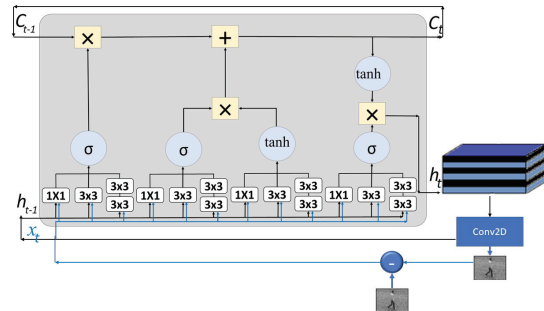 C_{t-1} × + C_t
tanh
× ×
σ σ tanh σ
3x3 3x3 3x3 3x3
1X1 3x3 1X1 3x3 1X1 3x3 1X1 3x3
3x3 3x3 3x3 3x3
h_t
h_{t-1}
x_t
Conv2D
-